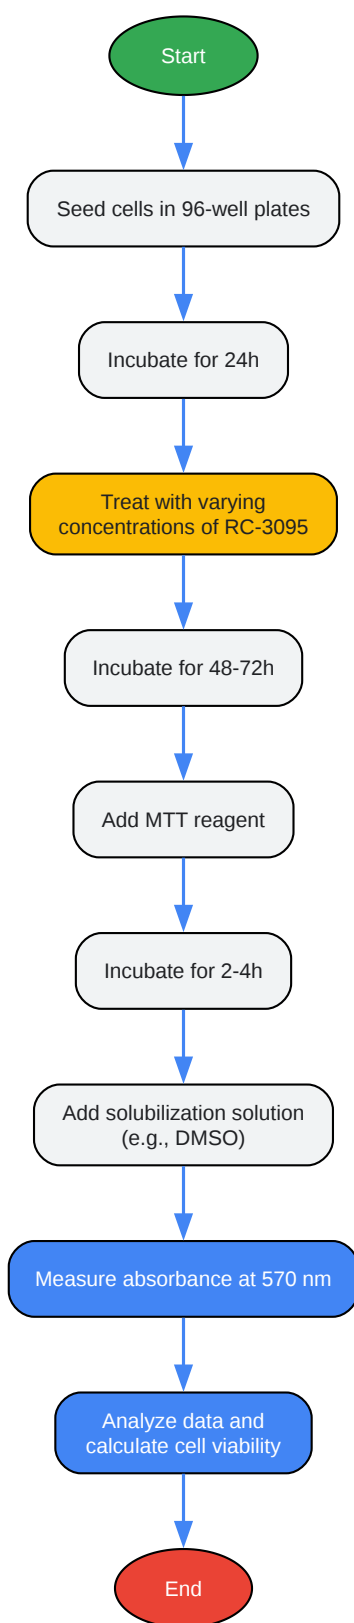 Start
Seed cells in 96-well plates
Incubate for 24h
Treat with varying
concentrations of RC-3095
Incubate for 48-72h
Add MTT reagent
Incubate for 2-4h
Add solubilization solution
(e.g., DMSO)
Measure absorbance at 570 nm
Analyze data and
calculate cell viability
End